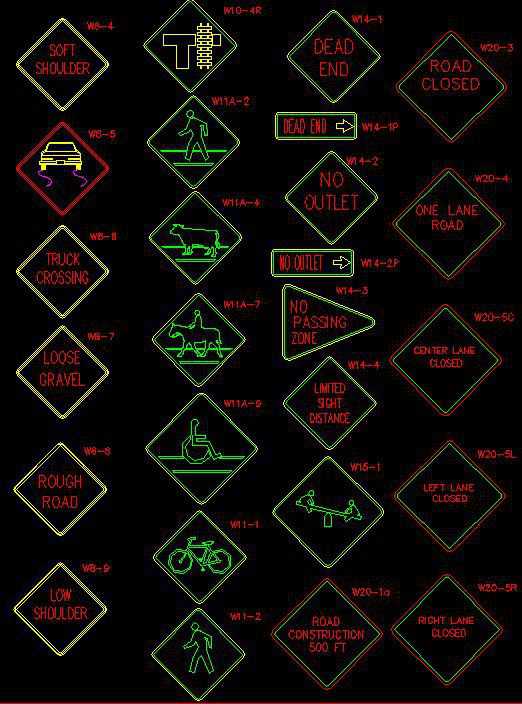 W8-4
SOFT
SHOULDER
W8-5
W8-6
TRUCK
CROSSING
W8-7
LOOSE
GRAVEL
W8-8
ROUGH
ROAD
W8-9
LOW
SHOULDER
W10-4R
W11A-2
W11A-4
W11A-7
W11A-9
W11-1
W11-2
W14-1
DEAD
END
DEAD END
W14-1P
W14-2
NO
OUTLET
NO OUTLET
W14-2P
W14-3
NO
PASSING
ZONE
W14-4
LIMITED
SIGHT
DISTANCE
W15-1
W20-1a
ROAD
CONSTRUCTION
500 FT
W20-3
ROAD
CLOSED
W20-4
ONE LANE
ROAD
W20-5C
CENTER LANE
CLOSED
W20-5L
LEFT LANE
CLOSED
W20-5R
RIGHT LANE
CLOSED